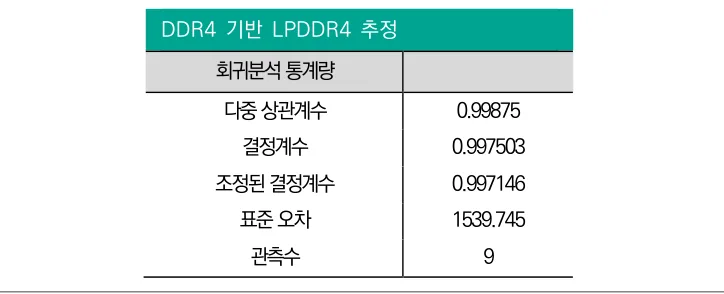 DDR4 기반 LPDDR4 추정
회귀분석 통계량
다중 상관계수 0.99875
결정계수 0.997503
조정된 결정계수 0.997146
표준 오차 1539.745
관측수 9